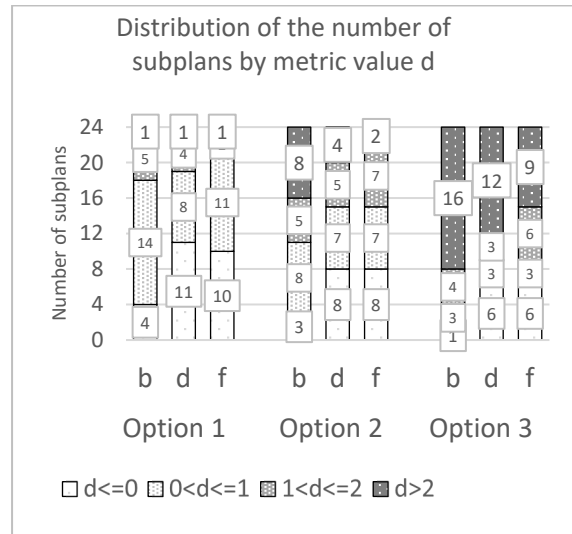 Distribution of the number of
subplans by metric value d
Number of subplans
24
20
16
12
8
4
0
1 1 1
5 4
14 8 11
4 11 10
8 4 2
5 5 7
8 7 7
3 8 8
16 12 9
4 3 6
3 3 3
1 6 6
b d f b d f b d f
Option 1 Option 2 Option 3
d<=0 0<d<=1 1<d<=2 d>2